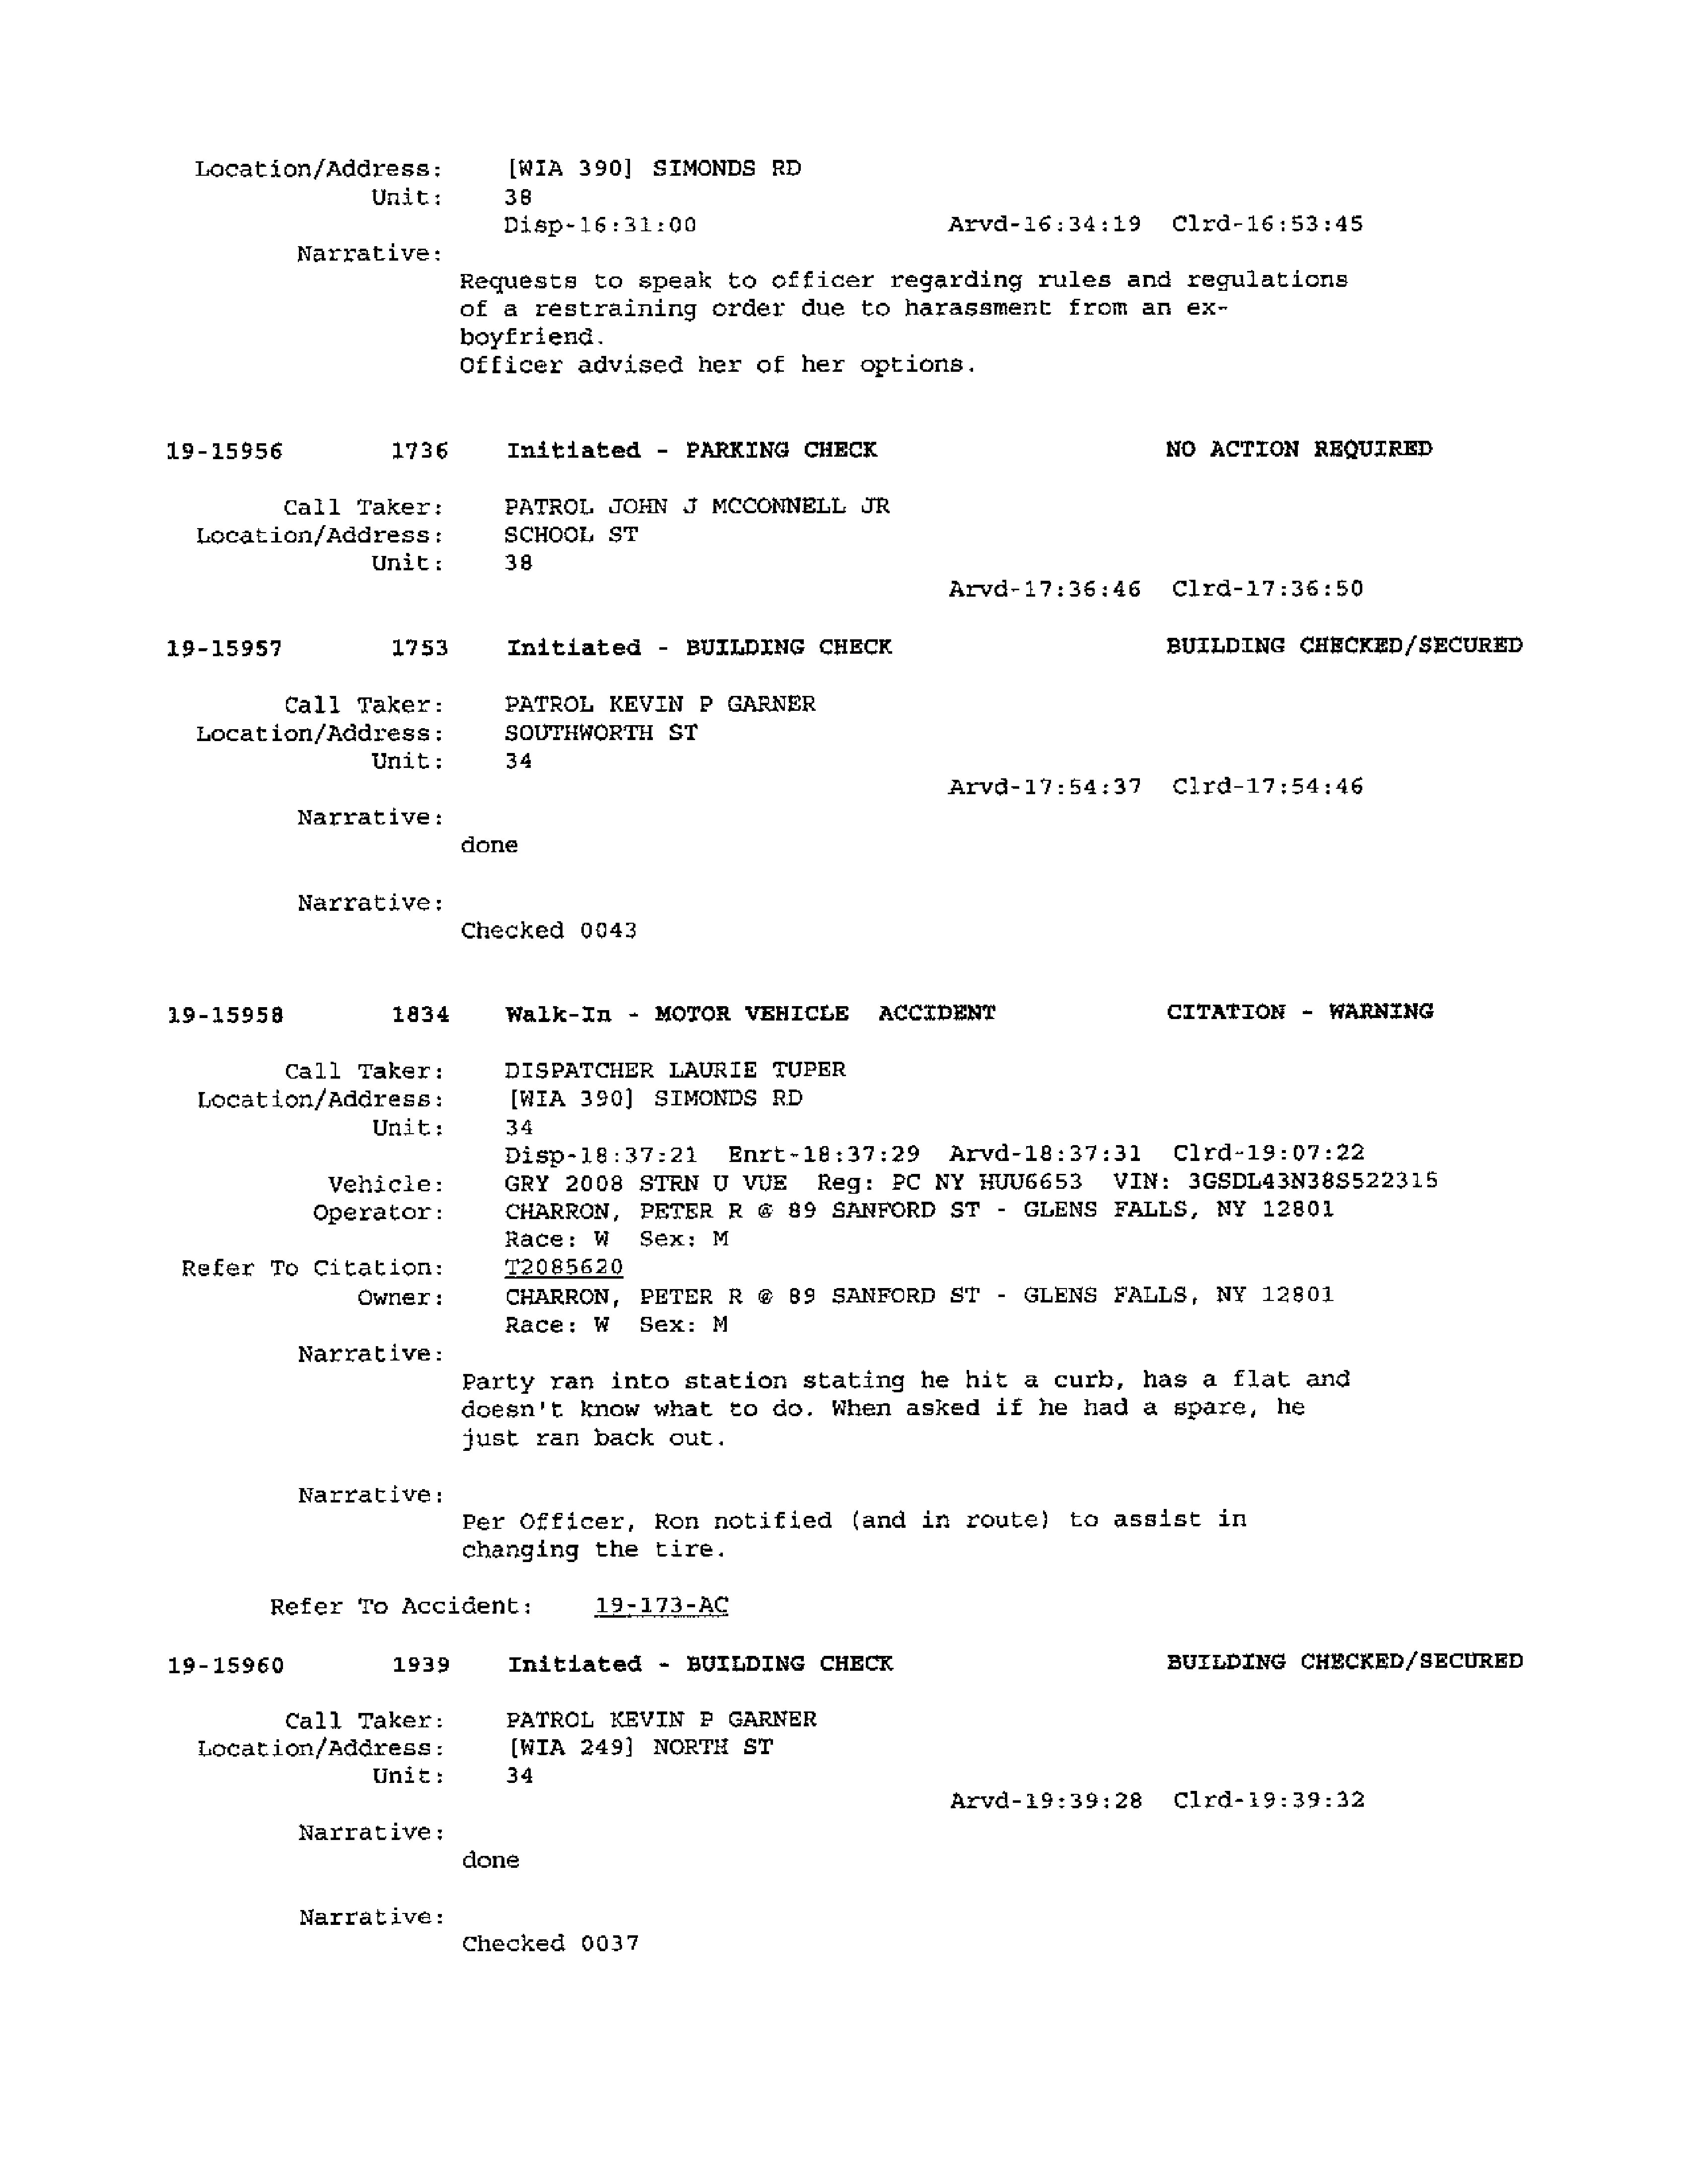 Location/Address: [WIA 390] SIMONDS RD
Unit: 38
Disp-16:31:00 Arvd-16:34:19 Clrd-16:53:45
Narrative:
Requests to speak to officer regarding rules and regulations
of a restraining order due to harassment from an ex-
boyfriend.
Officer advised her of her options.
19-15956 1736 Initiated - PARKING CHECK NO ACTION REQUIRED
Call Taker: PATROL JOHN J MCCONNELL JR
Location/Address: SCHOOL ST
Unit: 38
Arvd-17:36:46 Clrd-17:36:50
19-15957 1753 Initiated - BUILDING CHECK BUILDING CHECKED/SECURED
Call Taker: PATROL KEVIN P GARNER
Location/Address: SOUTHWORTH ST
Unit: 34
Arvd-17:54:37 Clrd-17:54:46
Narrative:
done
Narrative:
Checked 0043
19-15958 1834 Walk-In - MOTOR VEHICLE ACCIDENT CITATION - WARNING
Call Taker: DISPATCHER LAURIE TUPER
Location/Address: [WIA 390] SIMONDS RD
Unit: 34
Disp-18:37:21 Enrt-18:37:29 Arvd-18:37:31 Clrd-19:07:22
Vehicle: GRY 2008 STRN U VUE Reg: PC NY HUU6653 VIN: 3GSDL43N38S522315
Operator: CHARRON, PETER R @ 89 SANFORD ST - GLENS FALLS, NY 12801
Race: W Sex: M
Refer To Citation: T2085620
Owner: CHARRON, PETER R @ 89 SANFORD ST - GLENS FALLS, NY 12801
Race: W Sex: M
Narrative:
Party ran into station stating he hit a curb, has a flat and
doesn't know what to do. When asked if he had a spare, he
just ran back out.
Narrative:
Per Officer, Ron notified (and in route) to assist in
changing the tire.
Refer To Accident: 19-173-AC
19-15960 1939 Initiated - BUILDING CHECK BUILDING CHECKED/SECURED
Call Taker: PATROL KEVIN P GARNER
Location/Address: [WIA 249] NORTH ST
Unit: 34
Arvd-19:39:28 Clrd-19:39:32
Narrative:
done
Narrative:
Checked 0037